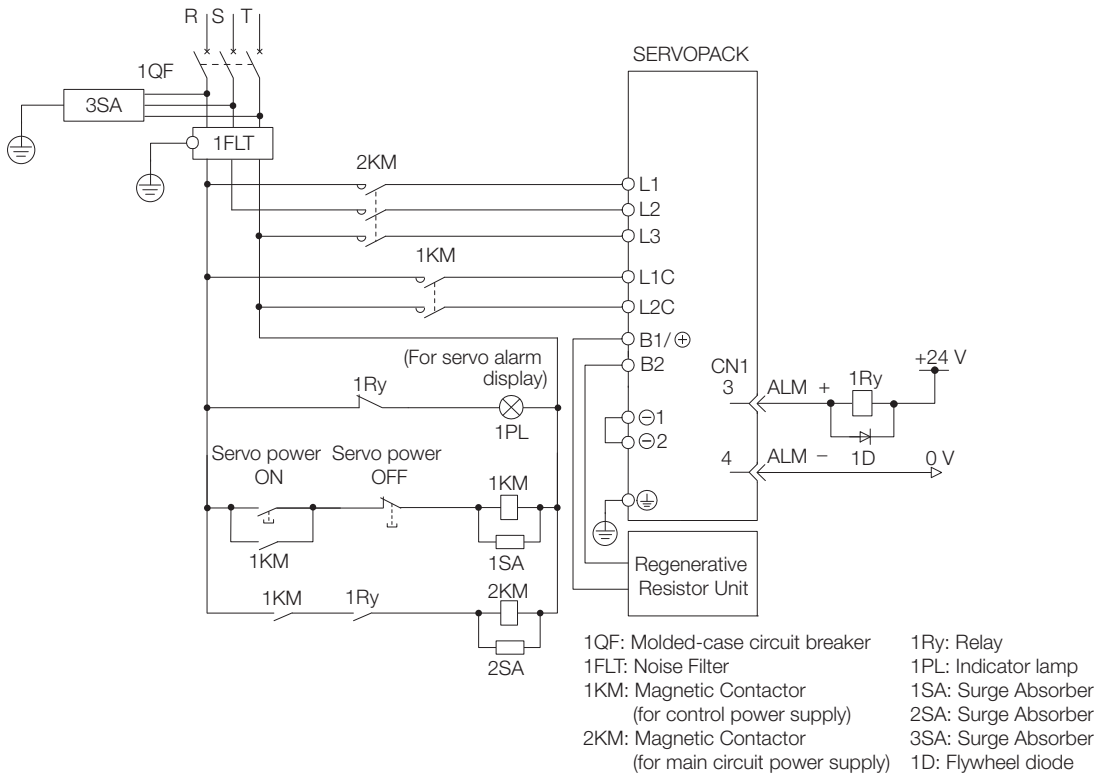 R S T
SERVOPACK
1QF
3SA
1FLT
2KM
L1
L2
L3
1KM
L1C
L2C
B1/⊕
B2
(For servo alarm
display)
1Ry
1PL
CN1
+24 V
3 ALM + 1Ry
1D
⊖1
⊖2
4 ALM − 0 V
Servo power
ON
Servo power
OFF
1KM
1KM
1SA
1KM 1Ry 2KM
2SA
Regenerative
Resistor Unit
1QF: Molded-case circuit breaker
1FLT: Noise Filter
1KM: Magnetic Contactor
(for control power supply)
2KM: Magnetic Contactor
(for main circuit power supply)
1Ry: Relay
1PL: Indicator lamp
1SA: Surge Absorber
2SA: Surge Absorber
3SA: Surge Absorber
1D: Flywheel diode